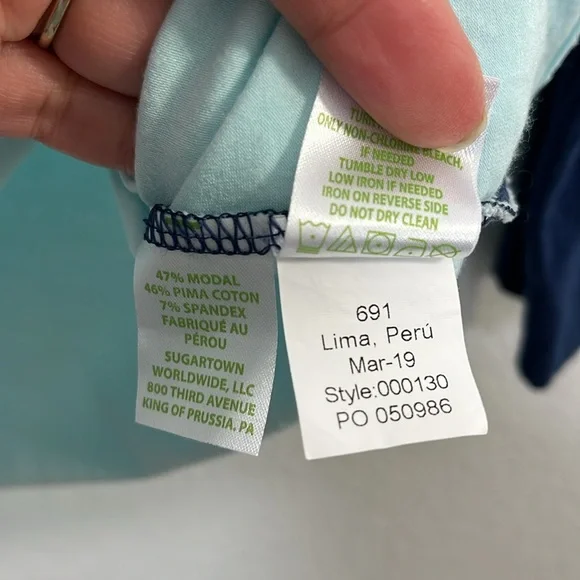 ONLY NON-CHLORINE BLEACH,
IF NEEDED
TUMBLE DRY LOW
LOW IRON IF NEEDED
IRON ON REVERSE SIDE
DO NOT DRY CLEAN
47% MODAL
46% PIMA COTON
7% SPANDEX
FABRIQUÉ AU
PÉROU
SUGARTOWN
WORLDWIDE, LLC
800 THIRD AVENUE
KING OF PRUSSIA, PA
691
Lima, Perú
Mar-19
Style:000130
PO 050986